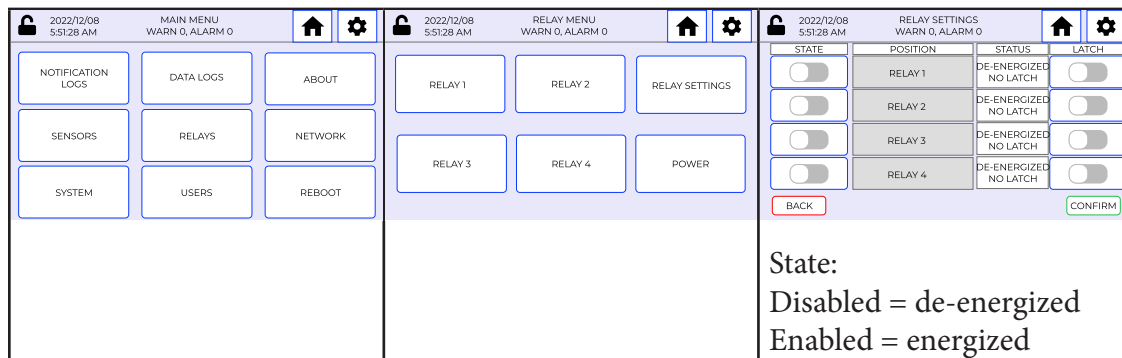 2022/12/08
5:51:28 AM
MAIN MENU
WARN 0, ALARM 0
NOTIFICATION
LOGS
DATA LOGS
ABOUT
SENSORS
RELAYS
NETWORK
SYSTEM
USERS
REBOOT
2022/12/08
5:51:28 AM
RELAY MENU
WARN 0, ALARM 0
RELAY 1
RELAY 2
RELAY SETTINGS
RELAY 3
RELAY 4
POWER
2022/12/08
5:51:28 AM
RELAY SETTINGS
WARN 0, ALARM 0
STATE POSITION STATUS LATCH
RELAY 1
DE-ENERGIZED
NO LATCH
RELAY 2
DE-ENERGIZED
NO LATCH
RELAY 3
DE-ENERGIZED
NO LATCH
RELAY 4
DE-ENERGIZED
NO LATCH
BACK
CONFIRM
State:
Disabled = de-energized
Enabled = energized